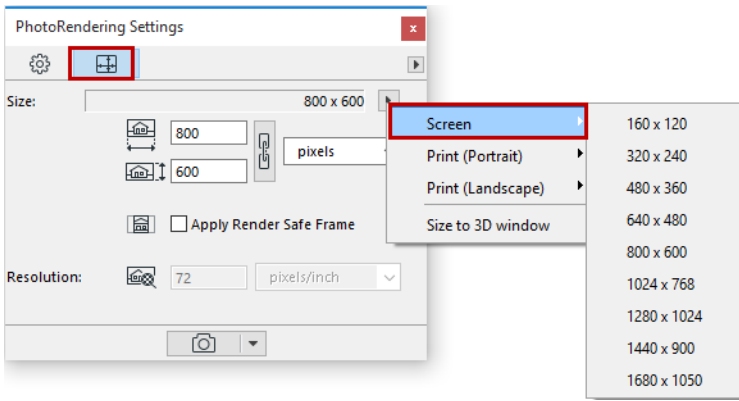 PhotoRendering Settings
x
Size:
800 x 600
800
pixels
600
Apply Render Safe Frame
Resolution:
72
pixels/inch
Screen
Print (Portrait)
Print (Landscape)
Size to 3D window
160 x 120
320 x 240
480 x 360
640 x 480
800 x 600
1024 x 768
1280 x 1024
1440 x 900
1680 x 1050